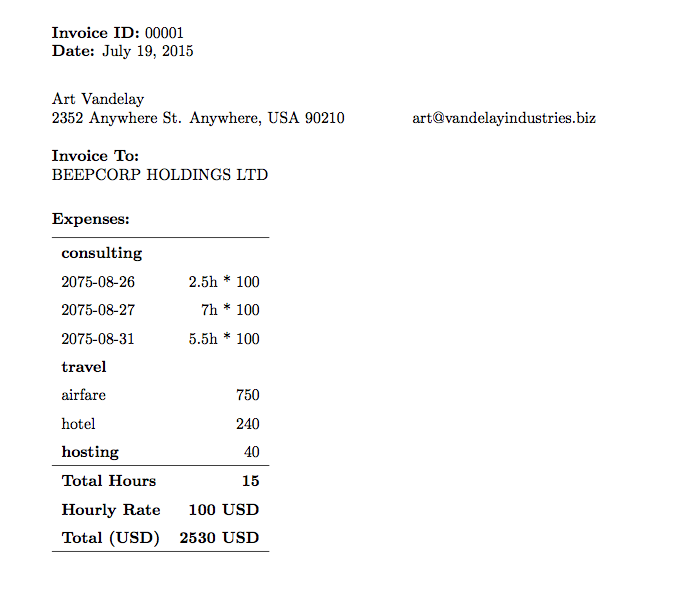 Invoice ID: 00001
Date: July 19, 2015
Art Vandelay
2352 Anywhere St. Anywhere, USA 90210 art@vandelayindustries.biz
Invoice To:
BEEPCORP HOLDINGS LTD
Expenses:
consulting
2075-08-26 2.5h * 100
2075-08-27 7h * 100
2075-08-31 5.5h * 100
travel
airfare 750
hotel 240
hosting 40
Total Hours 15
Hourly Rate 100 USD
Total (USD) 2530 USD